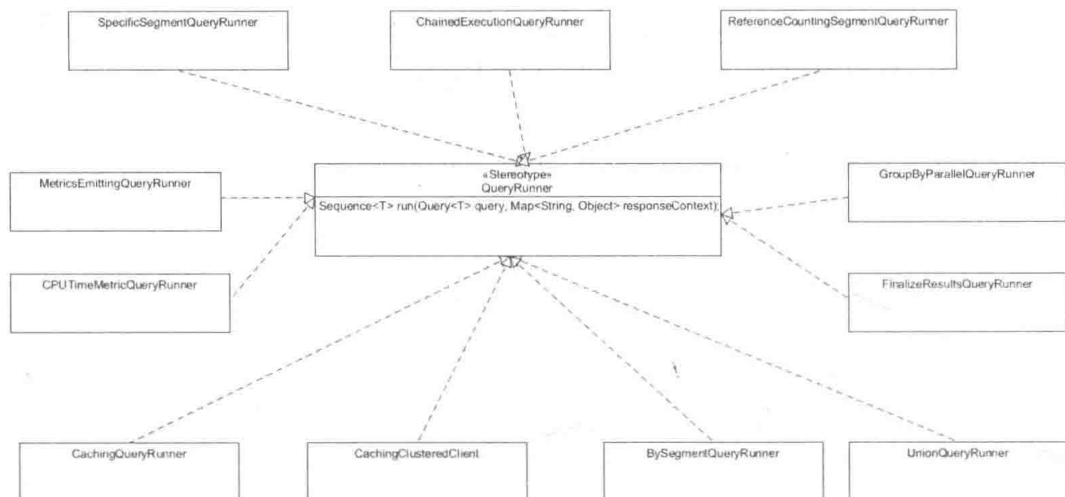 SpecificSegmentQueryRunner
ChainedExecutionQueryRunner
ReferenceCountingSegmentQueryRunner
«Stereotype»
QueryRunner
Sequence<T> run(Query<T> query, Map<String, Object> responseContext);
MetricsEmittingQueryRunner
GroupByParallelQueryRunner
CPUTimeMetricQueryRunner
FinalizeResultsQueryRunner
CachingQueryRunner
CachingClusteredClient
BySegmentQueryRunner
UnionQueryRunner